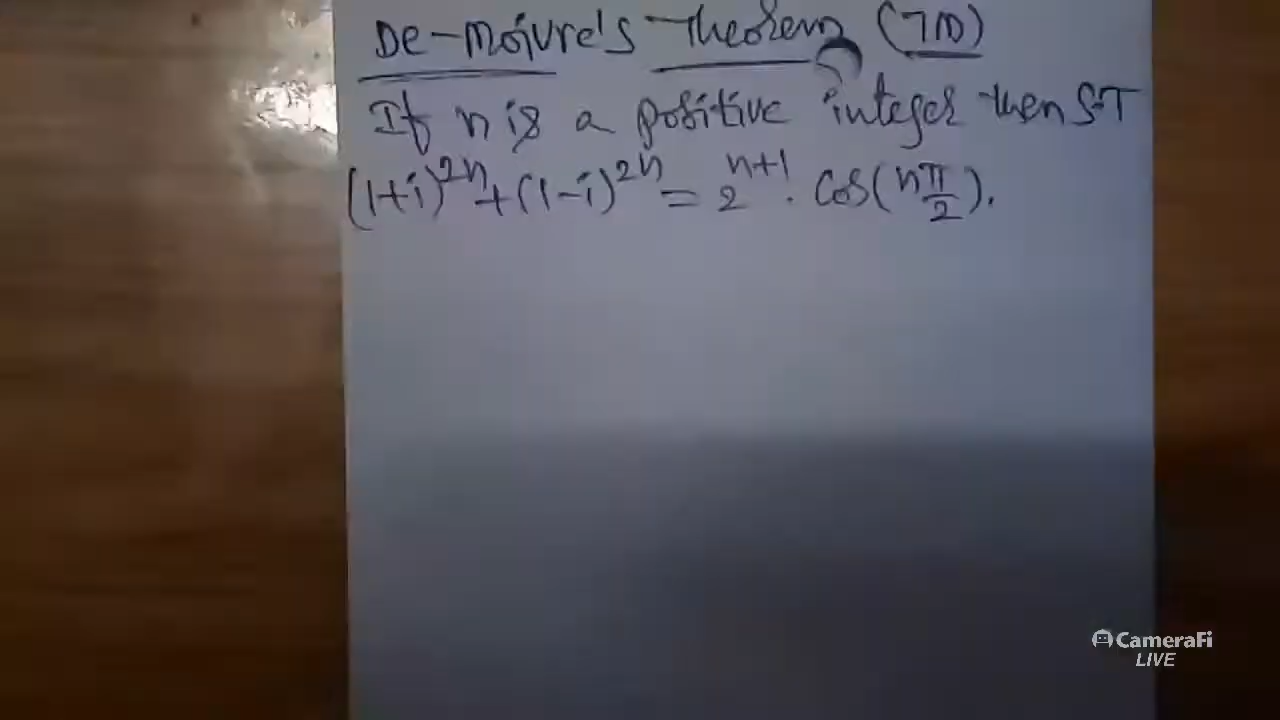 De-Moivre's Theorem (7M)
If n is a positive integer then S.T
(1+i)^2n + (1-i)^2n = 2^n+1 . Cos(nπ/2).
CameraFi
LIVE